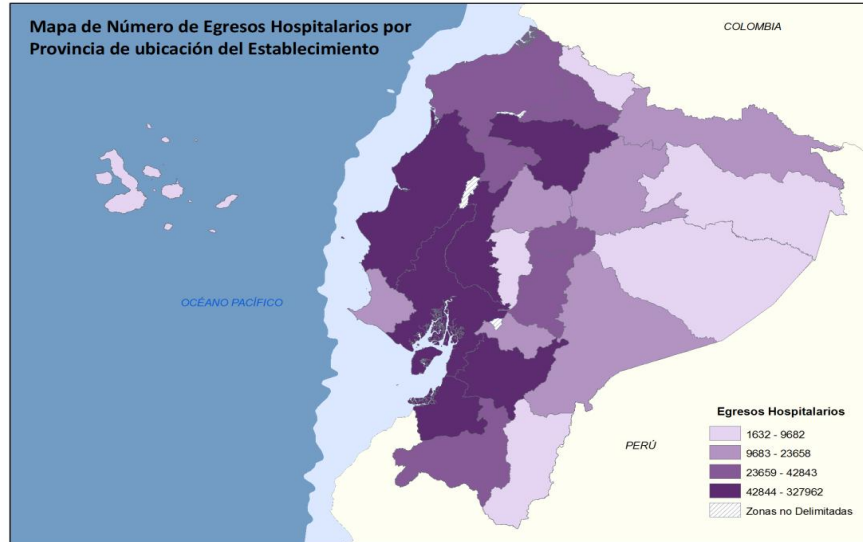 Mapa de Número de Egresos Hospitalarios por
Provincia de ubicación del Establecimiento
COLOMBIA
OCÉANO PACÍFICO
PERÚ
Egresos Hospitalarios
1632 - 9682
9683 - 23658
23659 - 42843
42844 - 327962
Zonas no Delimitadas